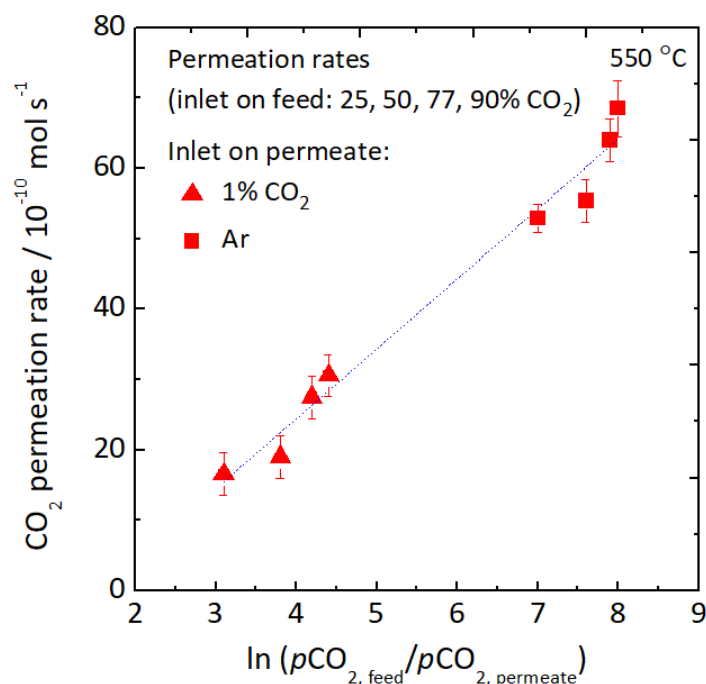 Permeation rates 550 °C
(inlet on feed: 25, 50, 77, 90% CO₂)
Inlet on permeate:
1% CO₂
Ar
CO₂ permeation rate / 10⁻¹⁰ mol s⁻¹
80
60
40
20
0
2 3 4 5 6 7 8 9
ln (pCO₂, feed/pCO₂, permeate)